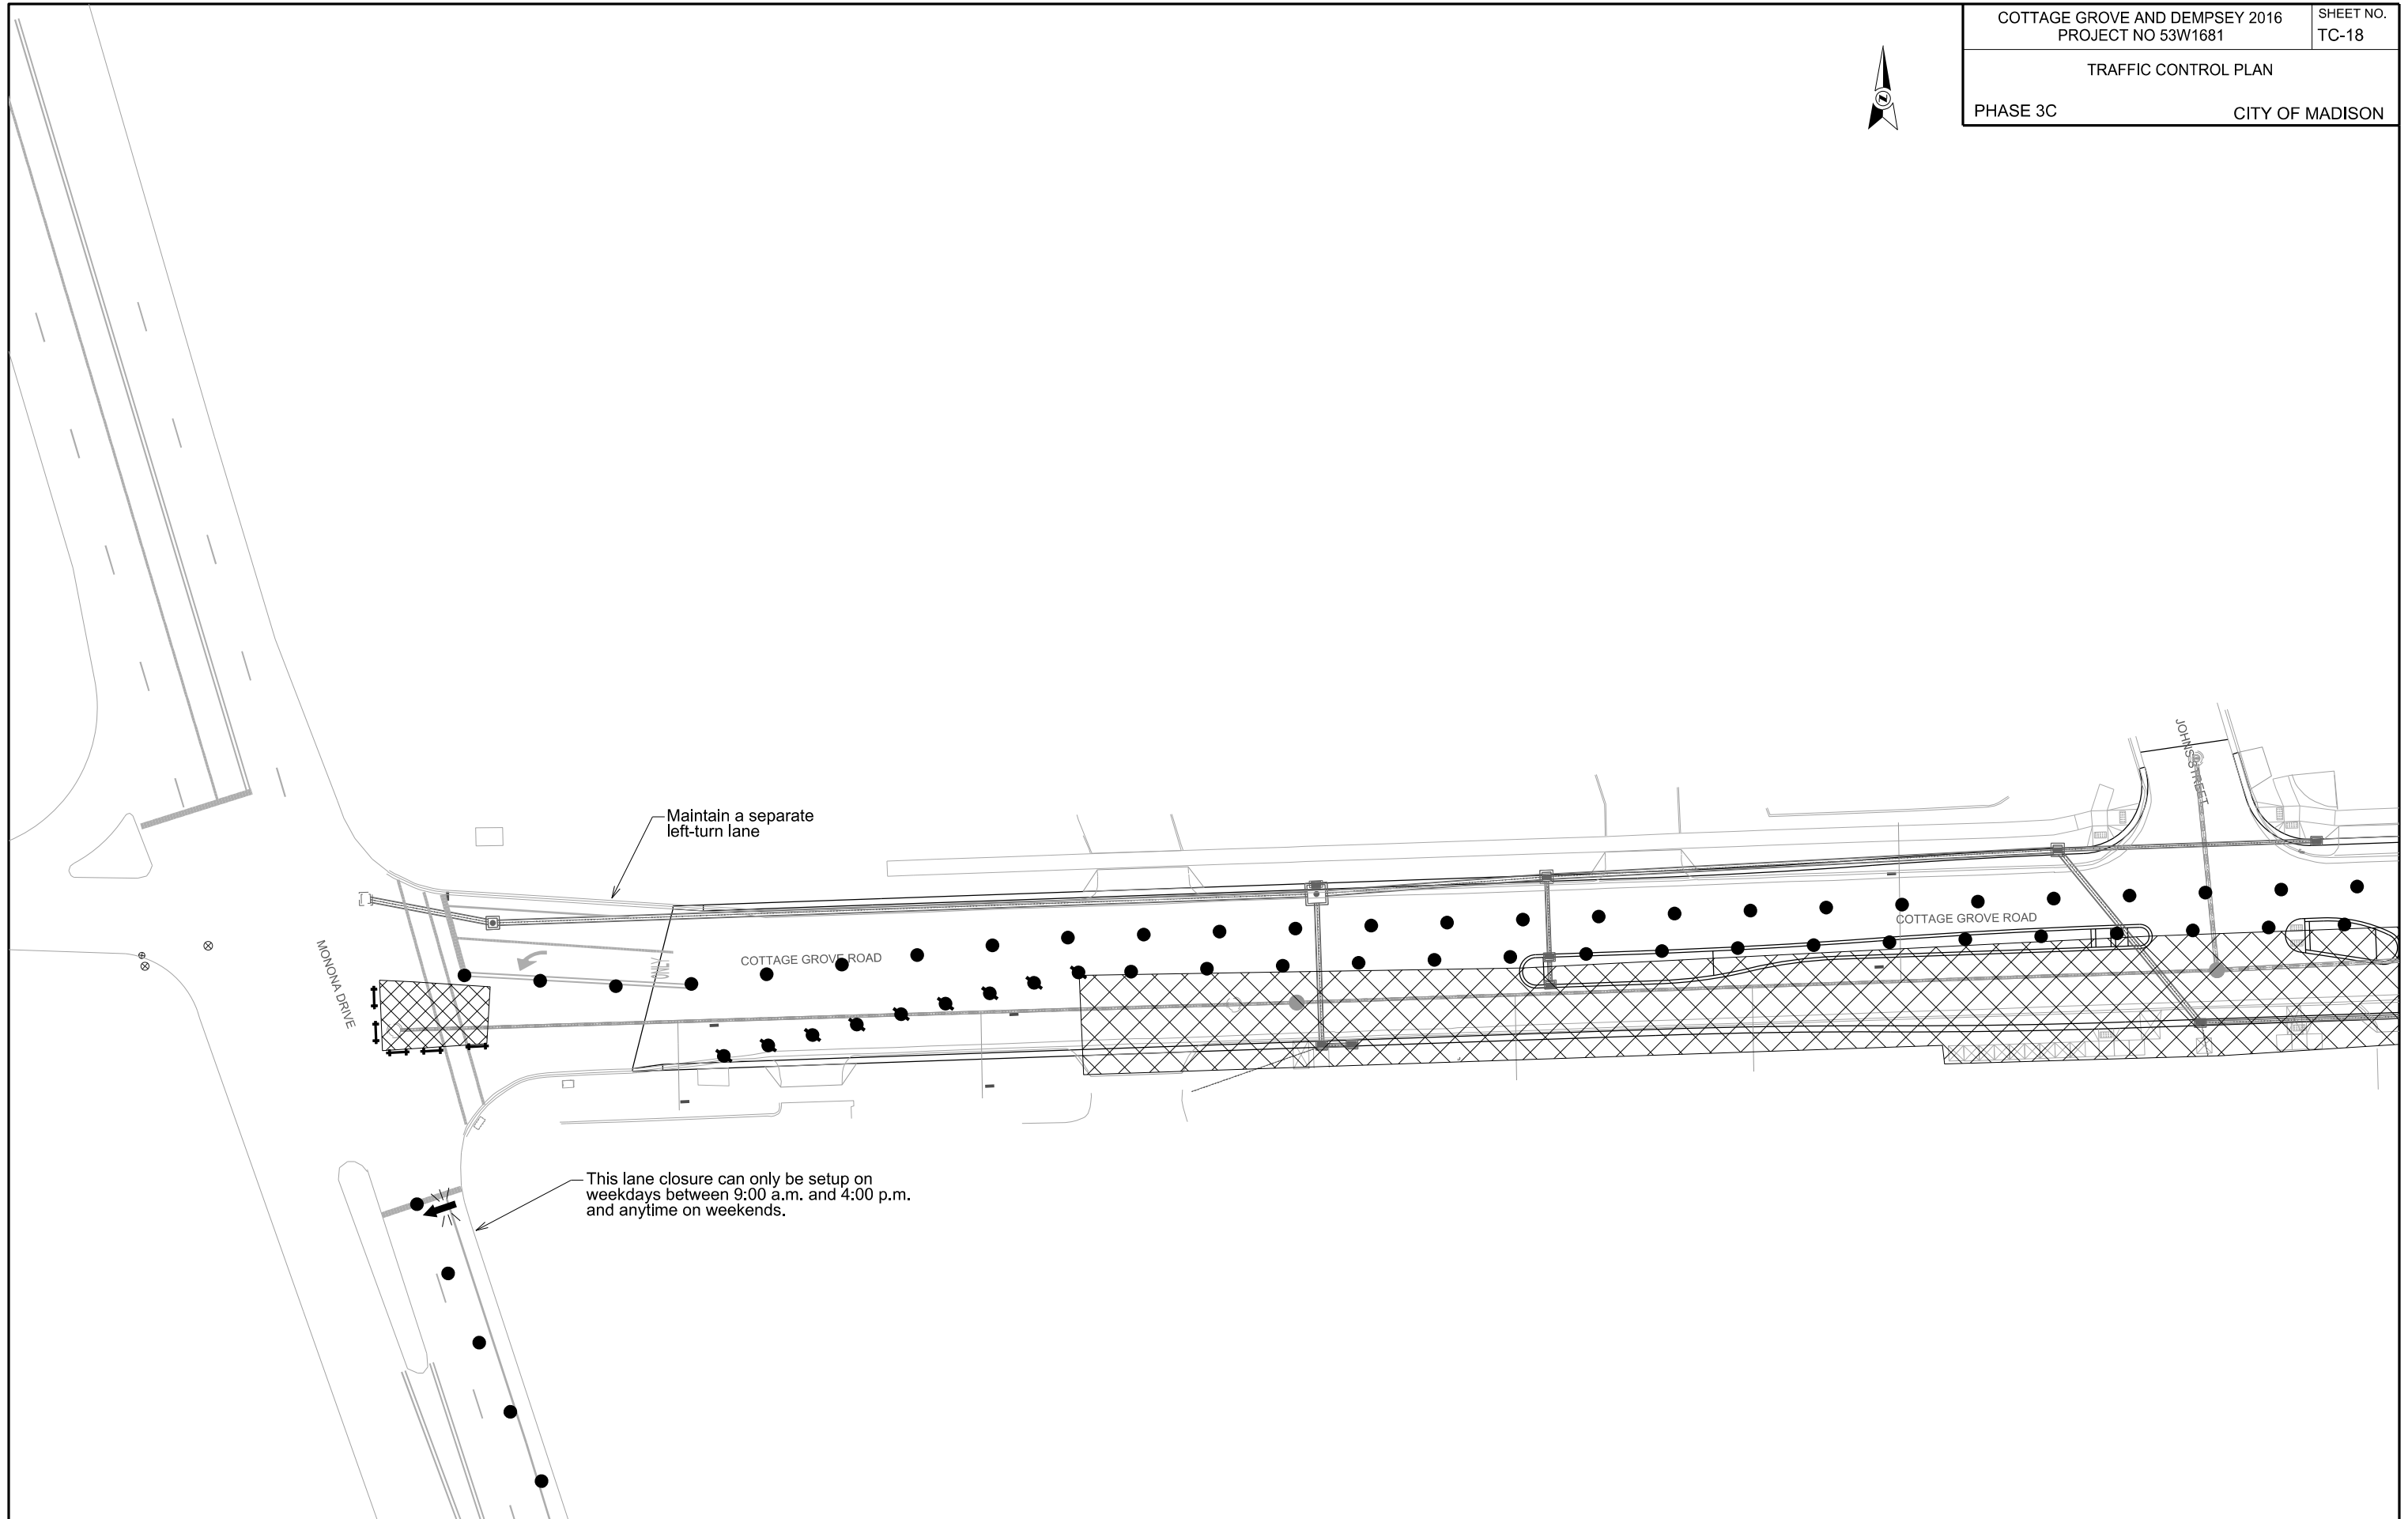 COTTAGE GROVE AND DEMPSEY 2016
PROJECT NO 53W1681
SHEET NO.
TC-18
TRAFFIC CONTROL PLAN
PHASE 3C
CITY OF MADISON
Maintain a separate
left-turn lane
JOHNS STREET
COTTAGE GROVE ROAD
COTTAGE GROVE ROAD
ONLY
MONONA DRIVE
This lane closure can only be setup on
weekdays between 9:00 a.m. and 4:00 p.m.
and anytime on weekends.